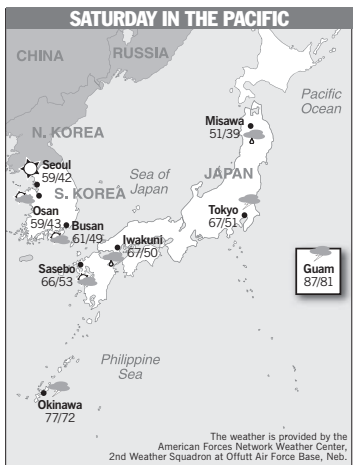 SATURDAY IN THE PACIFIC
CHINA
RUSSIA
Pacific
Ocean
Misawa
51/39
N. KOREA
Seoul
59/42
Sea of
Japan
JAPAN
S. KOREA
Osan
59/43
Busan
61/49
Tokyo
67/51
Iwakuni
67/50
Sasebo
66/53
Guam
87/81
Philippine
Sea
Okinawa
77/72
The weather is provided by the
American Forces Network Weather Center,
2nd Weather Squadron at Offutt Air Force Base, Neb.